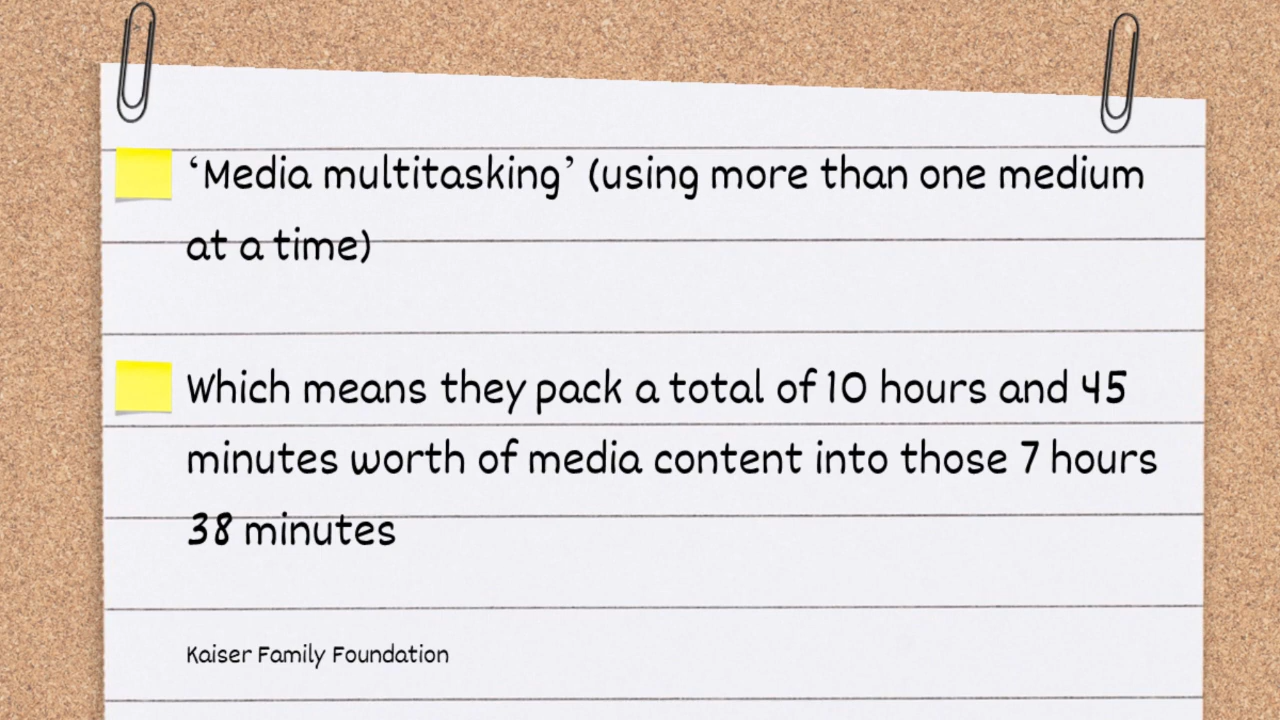 ‘Media multitasking’ (using more than one medium
at a time)
Which means they pack a total of 10 hours and 45
minutes worth of media content into those 7 hours
38 minutes
Kaiser Family Foundation